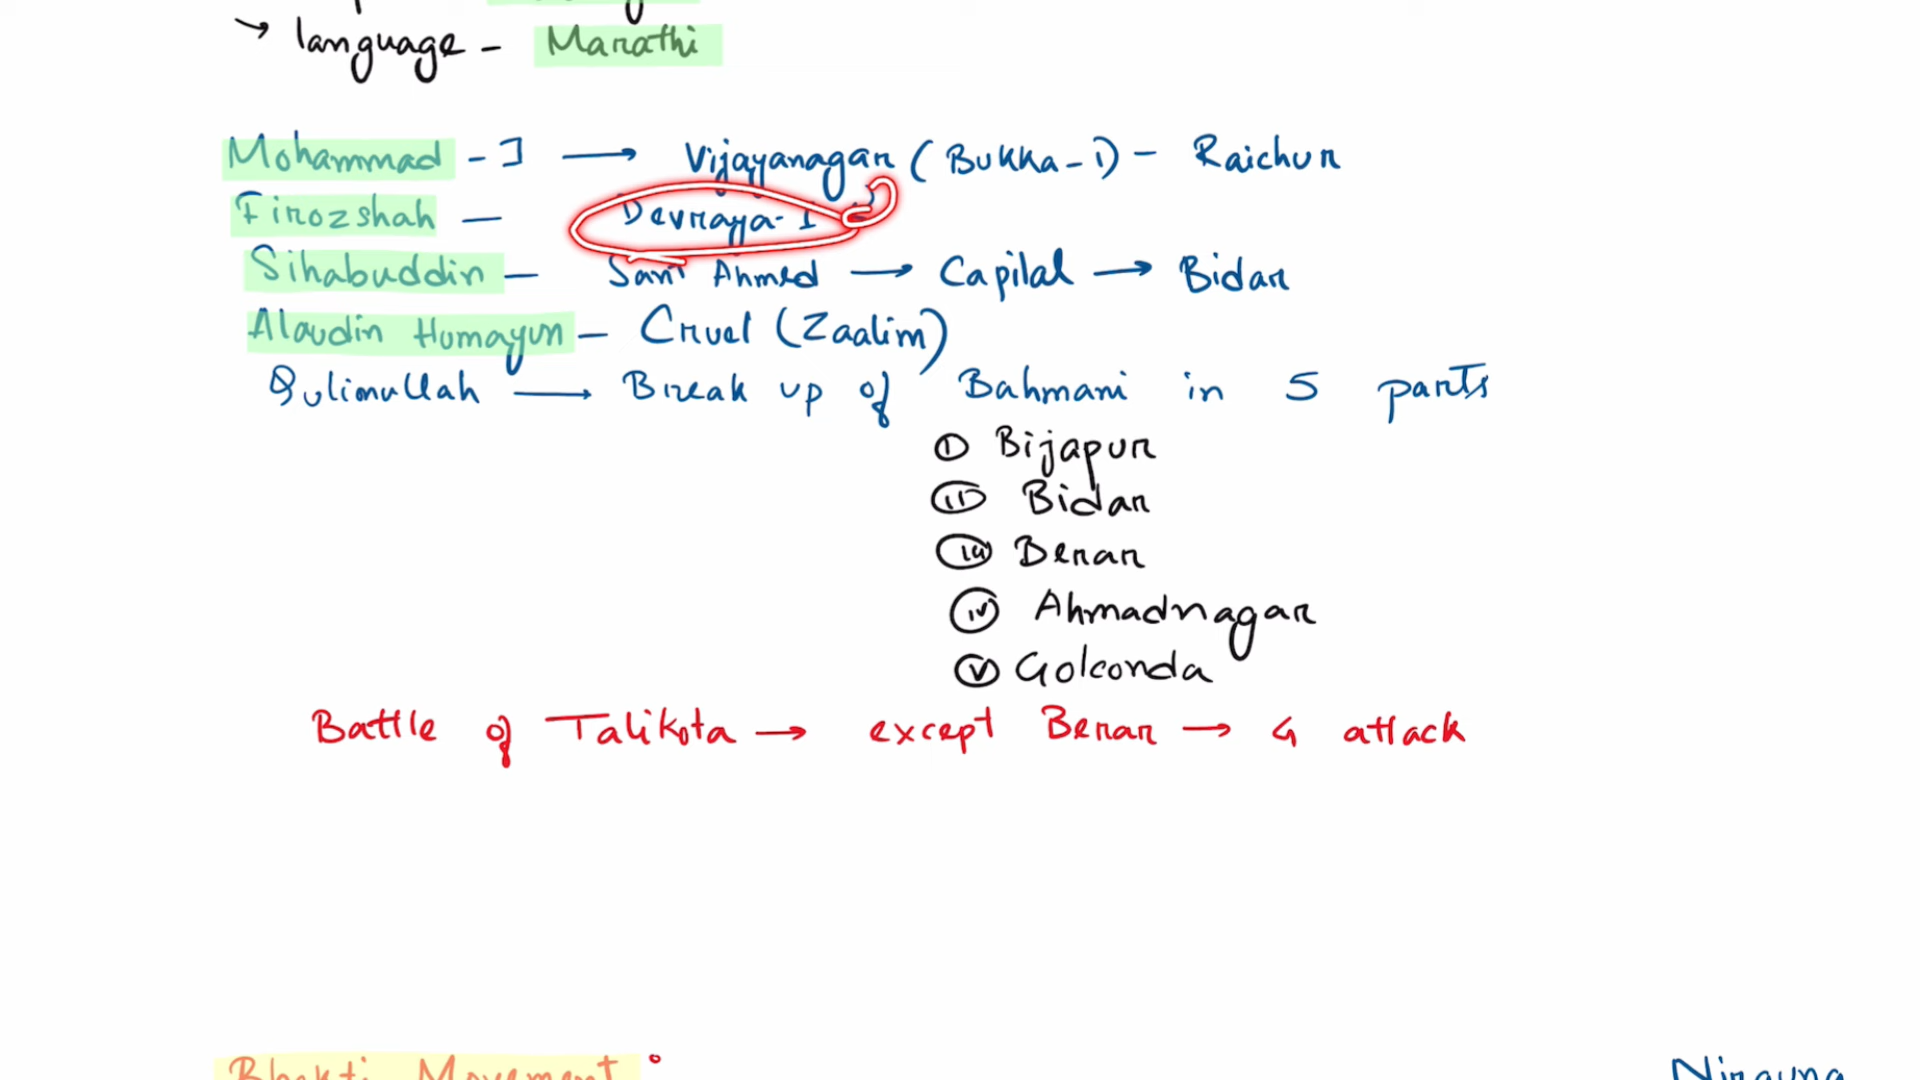 → language - Marathi
Mohammad - I → Vijayanagar (Bukka-I) - Raichur
Firozshah - Devraya-I
Sihabuddin - Sant Ahmed → Capital → Bidar
Alaudin Humayun - Cruel (Zaalim)
Qulimullah → Break up of Bahmani in 5 parts
① Bijapur
(ii) Bidar
(iii) Berar
(iv) Ahmadnagar
(v) Golconda
Battle of Talikota → except Berar → 4 attack
Bhakti Movement :
Nirguna